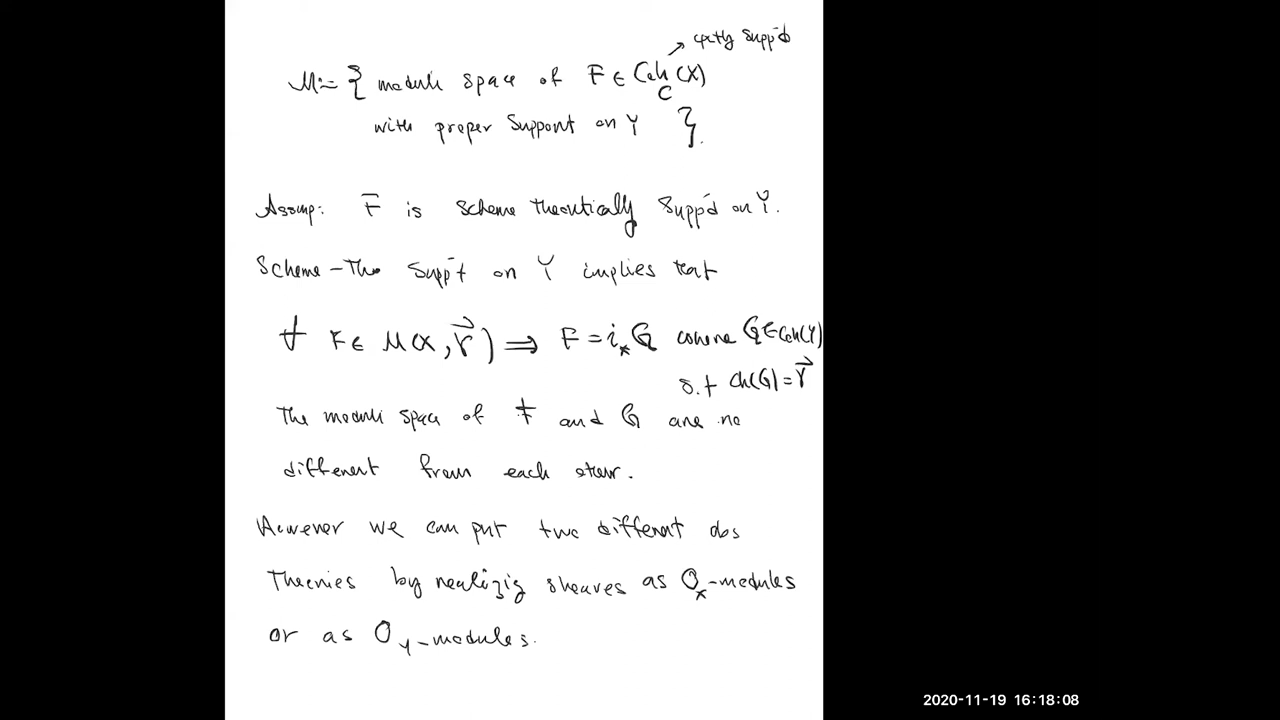 cptly supp'd
M := { moduli space of F ∈ Coh_c(X)
with proper support on Y }.
Assump: F is scheme theoretically supp'd on Y.
Scheme-theo supp't on Y implies that
∀ F ∈ M(X, γ⃗) ⟹ F = i_* G where G ∈ Coh(Y)
s.t Ch(G) = γ⃗
The moduli space of F and G are no
different from each other.
However we can put two different obs
Theories by realizig sheaves as O_X-modules
or as O_Y-modules.
2020-11-19 16:18:08